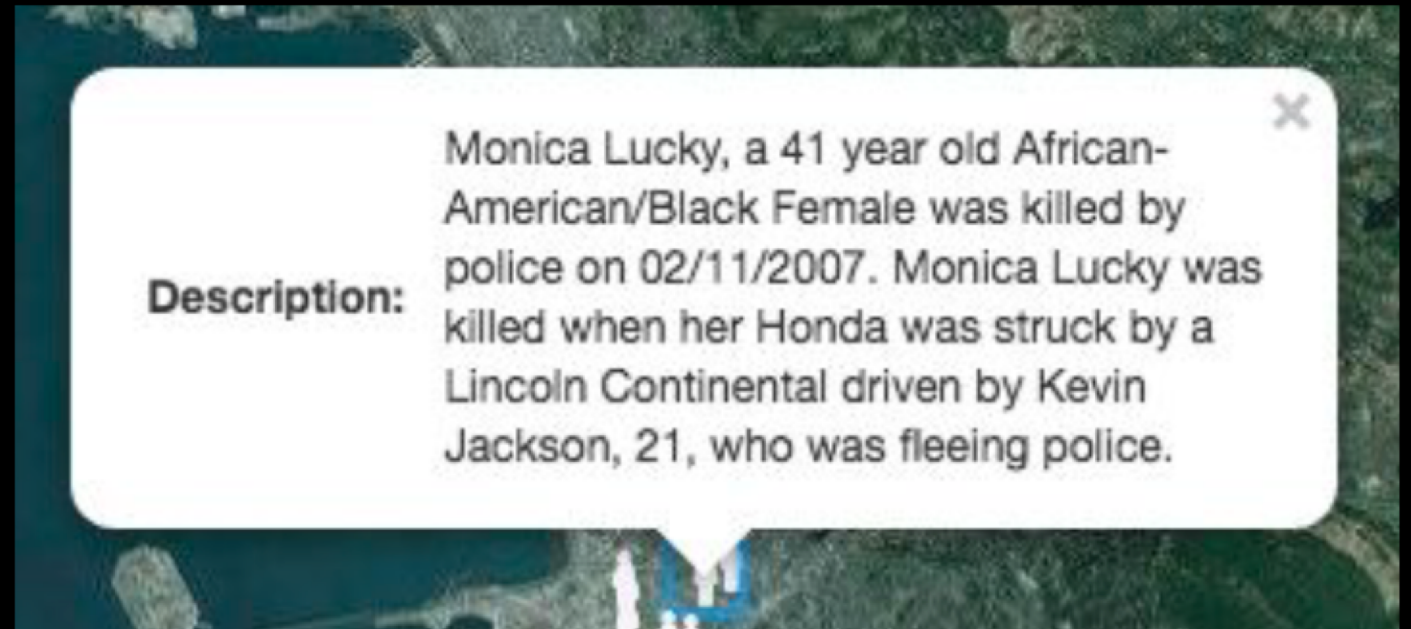 Monica Lucky, a 41 year old African-
American/Black Female was killed by
police on 02/11/2007. Monica Lucky was
Description:
killed when her Honda was struck by a
Lincoln Continental driven by Kevin
Jackson, 21, who was fleeing police.